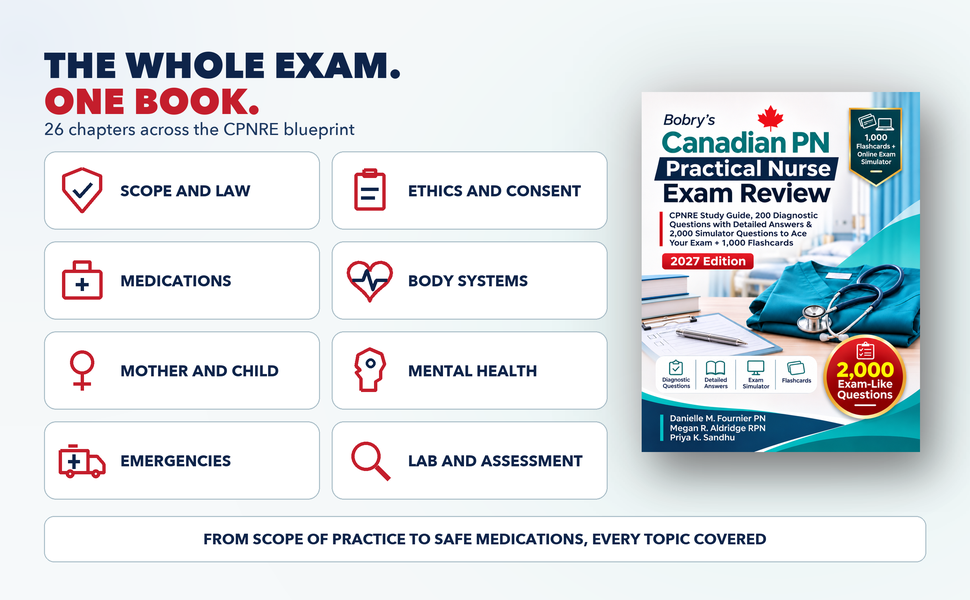 THE WHOLE EXAM.
ONE BOOK.
26 chapters across the CPNRE blueprint
SCOPE AND LAW
ETHICS AND CONSENT
MEDICATIONS
BODY SYSTEMS
MOTHER AND CHILD
MENTAL HEALTH
EMERGENCIES
LAB AND ASSESSMENT
FROM SCOPE OF PRACTICE TO SAFE MEDICATIONS, EVERY TOPIC COVERED
Bobry's
Canadian PN
Practical Nurse
Exam Review
1,000
Flashcards +
Online Exam
Simulator
CPNRE Study Guide, 200 Diagnostic
Questions with Detailed Answers &
2,000 Simulator Questions to Ace
Your Exam + 1,000 Flashcards
2027 Edition
Diagnostic
Questions
Detailed
Answers
Exam
Simulator
Flashcards
2,000
Exam-Like
Questions
Danielle M. Fournier PN
Megan R. Aldridge RPN
Priya K. Sandhu